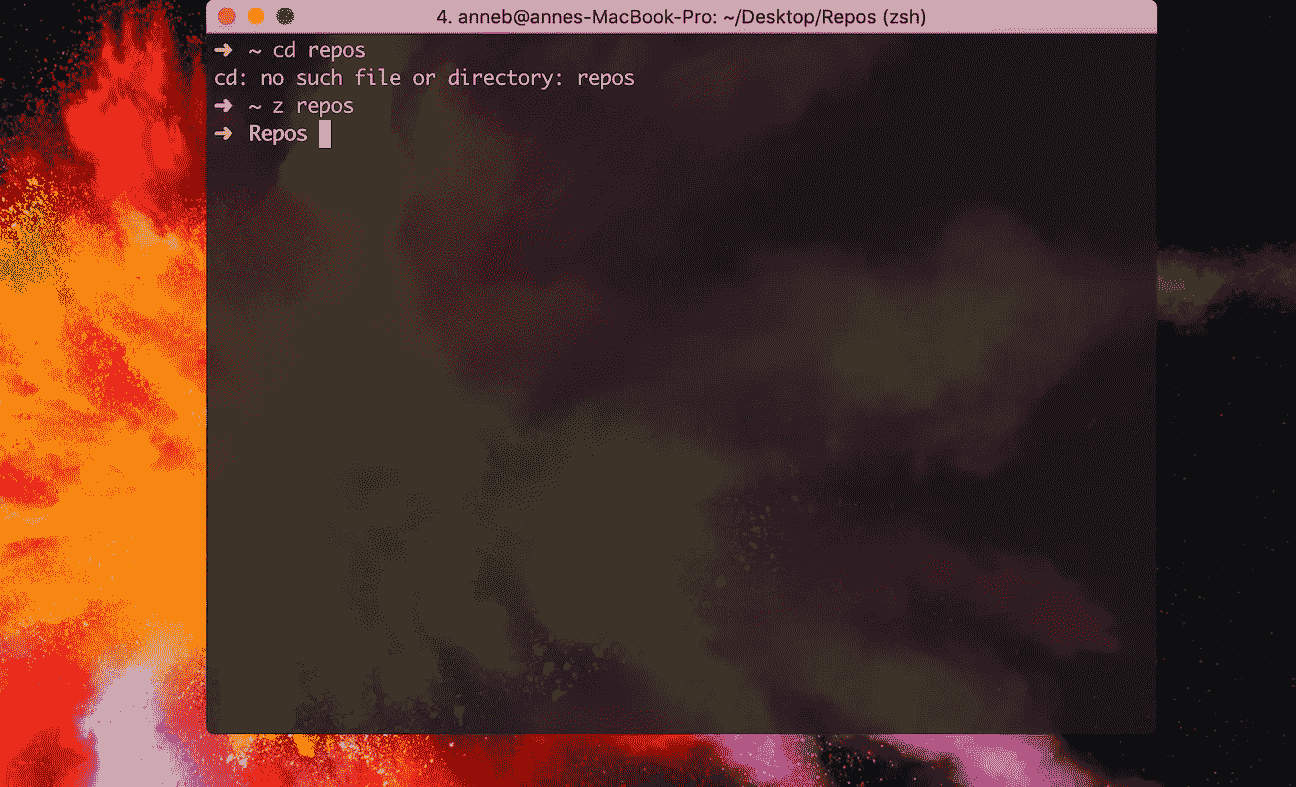 4. anneb@annes-MacBook-Pro: ~/Desktop/Repos (zsh)
➜ ~ cd repos
cd: no such file or directory: repos
➜ ~ z repos
➜ Repos